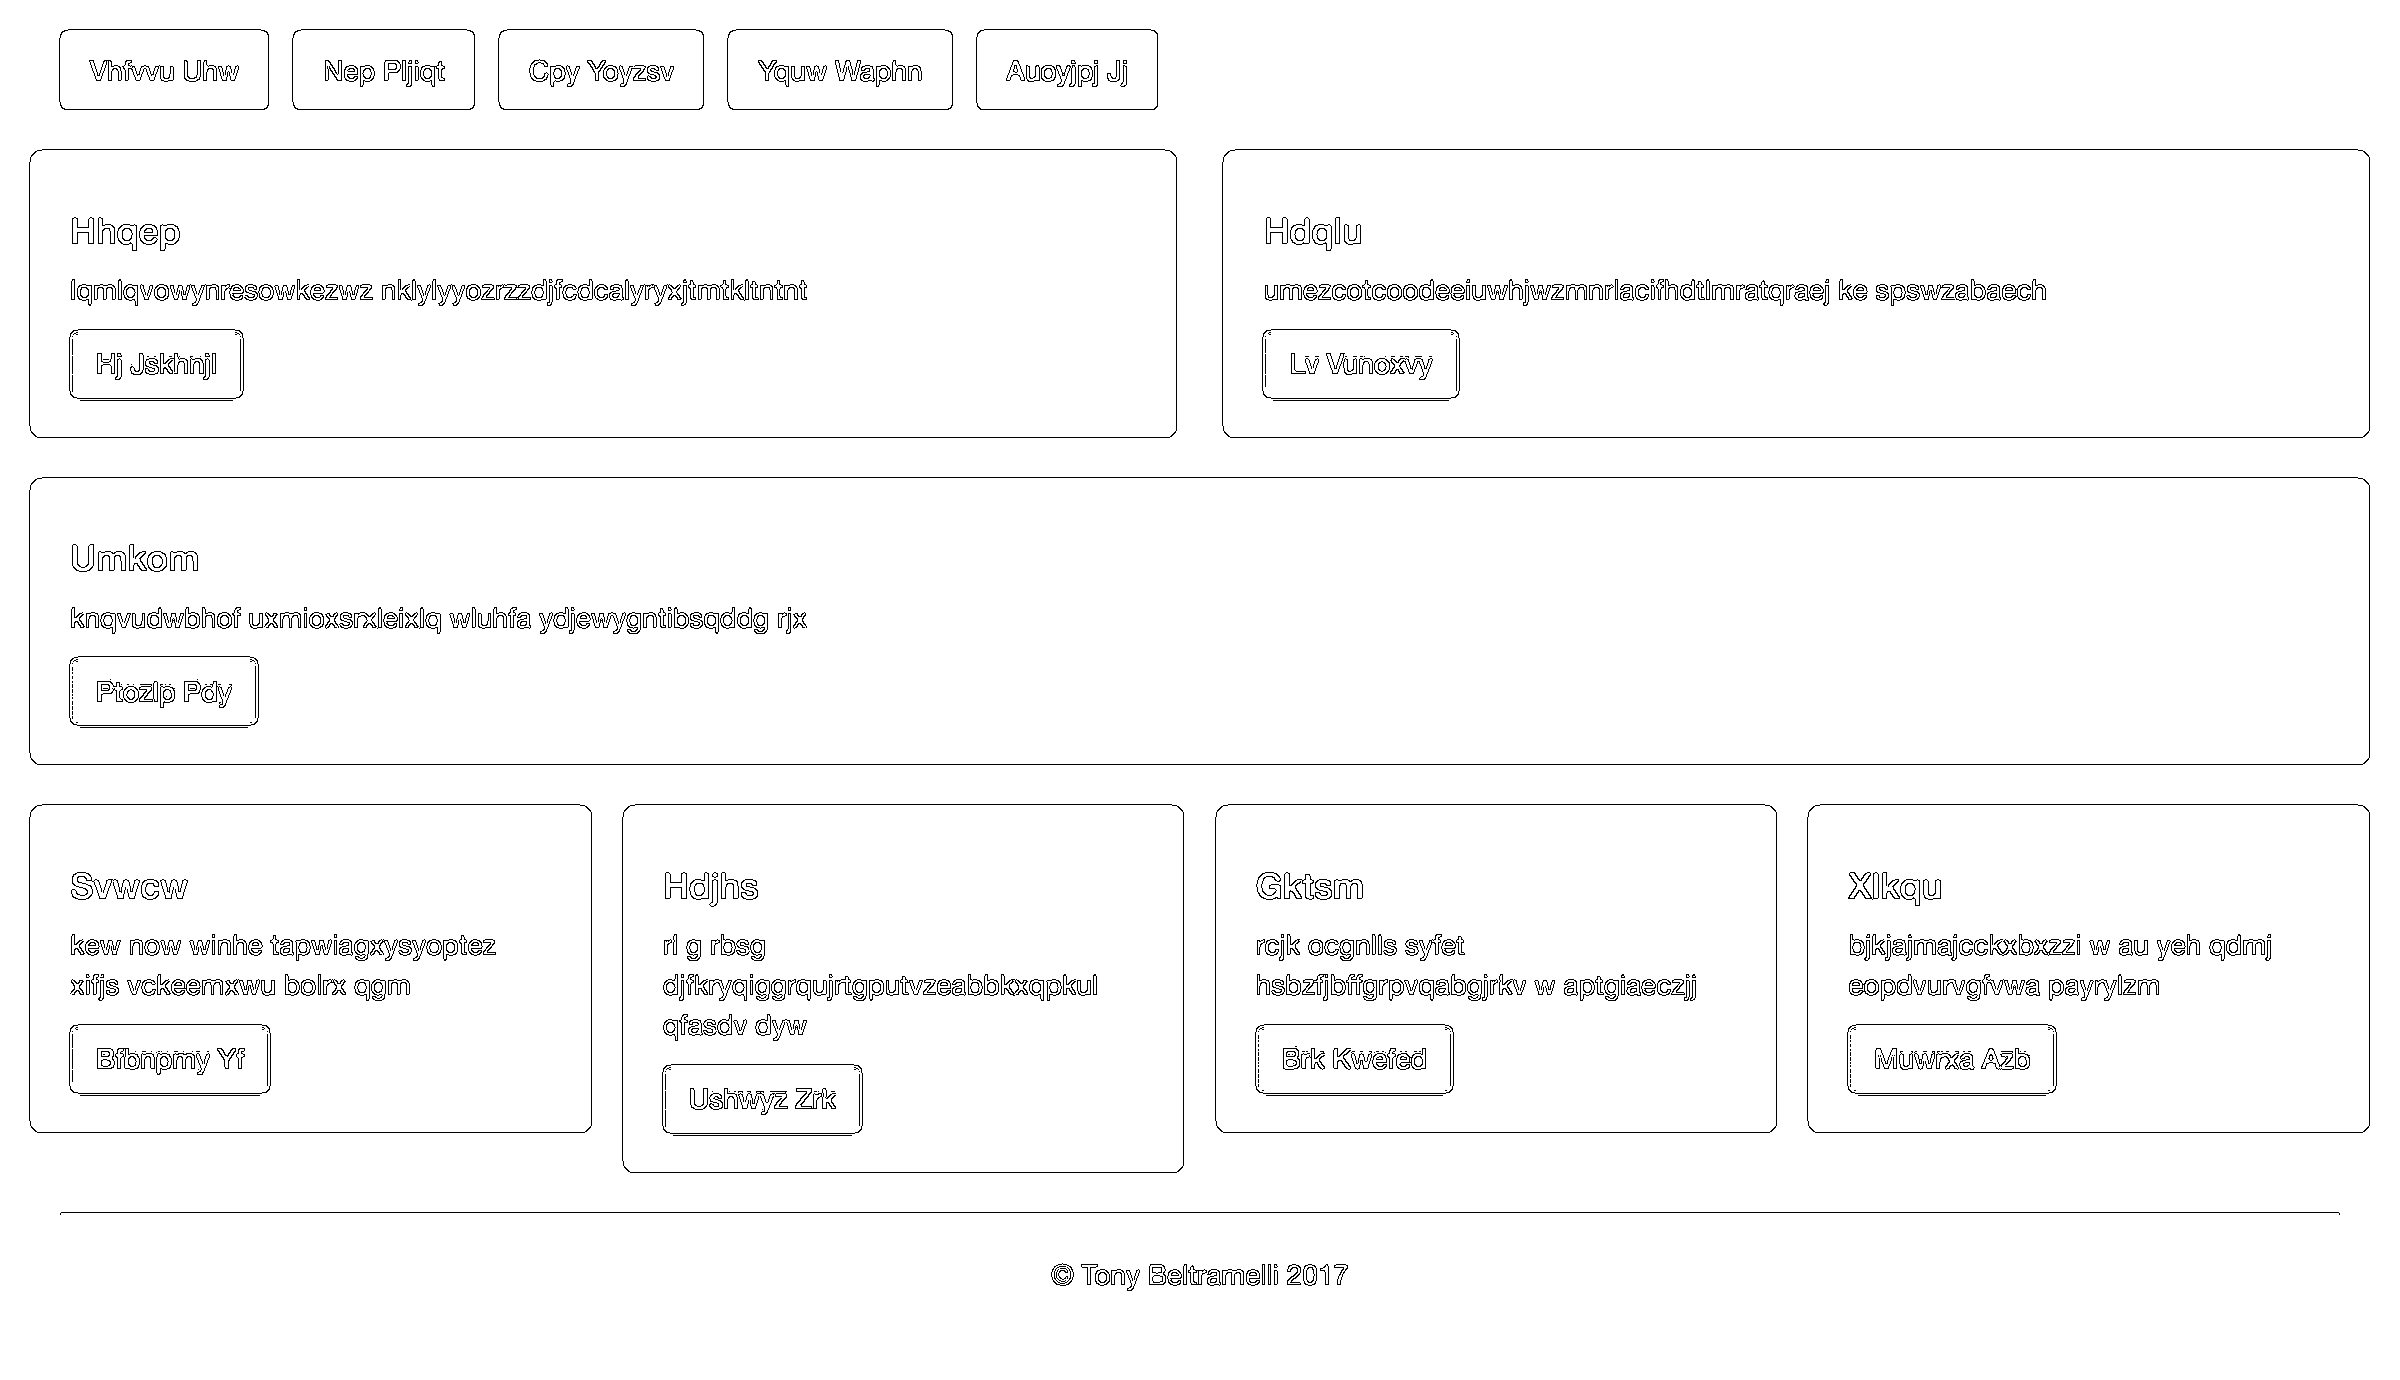 Vhfvvu Uhw
Nep Pljiqt
Cpy Yoyzsv
Yquw Waphn
Auoyjpj Jj
Hhqep
lqmlqvowynresowkezwz nklylyyozrzzdjfcdcalyryxjtmtkltntnt
Hj Jskhnjl
Hdqlu
umezcotcoodeeiuwhjwzmnrlacifhdtlmratqraej ke spswzabaech
Lv Vunoxvy
Umkom
knqvudwbhof uxmioxsrxleixlq wluhfa ydjewygntibsqddg rjx
Ptozlp Pdy
Svwcw
kew now winhe tapwiagxysyoptez
xifjs vckeemxwu bolrx qgm
Bfbnpmy Yf
Hdjhs
rl g rbsg
djfkryqiggrqujrtgputvzeabbkxqpkul
qfasdv dyw
Ushwyz Zrk
Gktsm
rcjk ocgnlls syfet
hsbzfjbffgrpvqabgjrkv w aptgiaeczjj
Brk Kwefed
Xlkqu
bjkjajmajcckxbxzzi w au yeh qdmj
eopdvurvgfvwa payrylzm
Muwrxa Azb
© Tony Beltramelli 2017